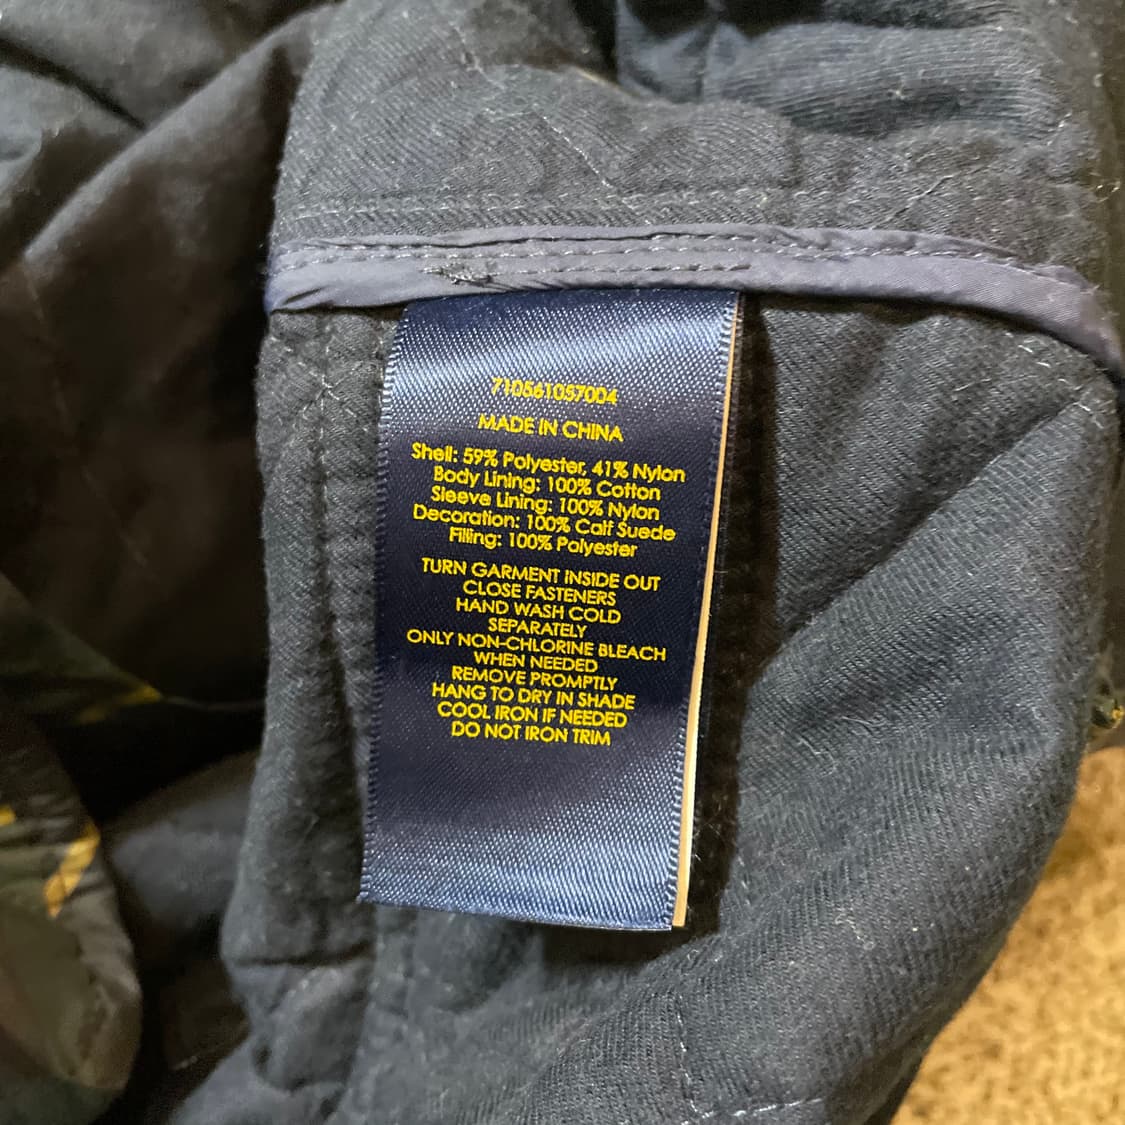 710561057004
MADE IN CHINA
Shell: 59% Polyester, 41% Nylon
Body Lining: 100% Cotton
Sleeve Lining: 100% Nylon
Decoration: 100% Calf Suede
Filling: 100% Polyester
TURN GARMENT INSIDE OUT
CLOSE FASTENERS
HAND WASH COLD
SEPARATELY
ONLY NON-CHLORINE BLEACH
WHEN NEEDED
REMOVE PROMPTLY
HANG TO DRY IN SHADE
COOL IRON IF NEEDED
DO NOT IRON TRIM